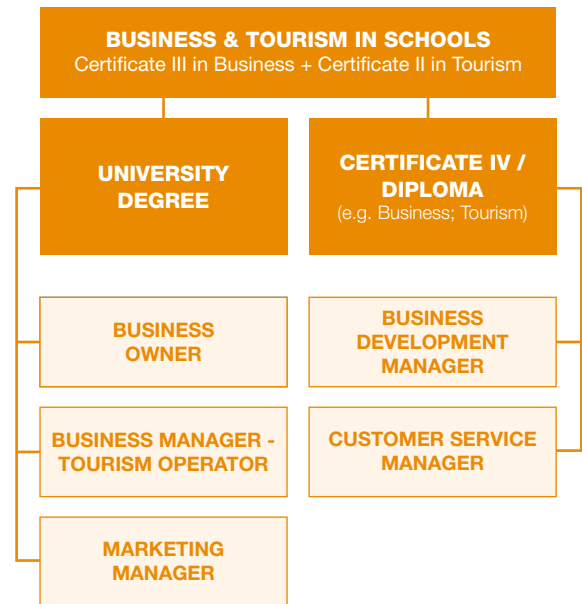 BUSINESS & TOURISM IN SCHOOLS
Certificate III in Business + Certificate II in Tourism
UNIVERSITY
DEGREE
CERTIFICATE IV /
DIPLOMA
(e.g. Business; Tourism)
BUSINESS
OWNER
BUSINESS MANAGER -
TOURISM OPERATOR
MARKETING
MANAGER
BUSINESS
DEVELOPMENT
MANAGER
CUSTOMER SERVICE
MANAGER